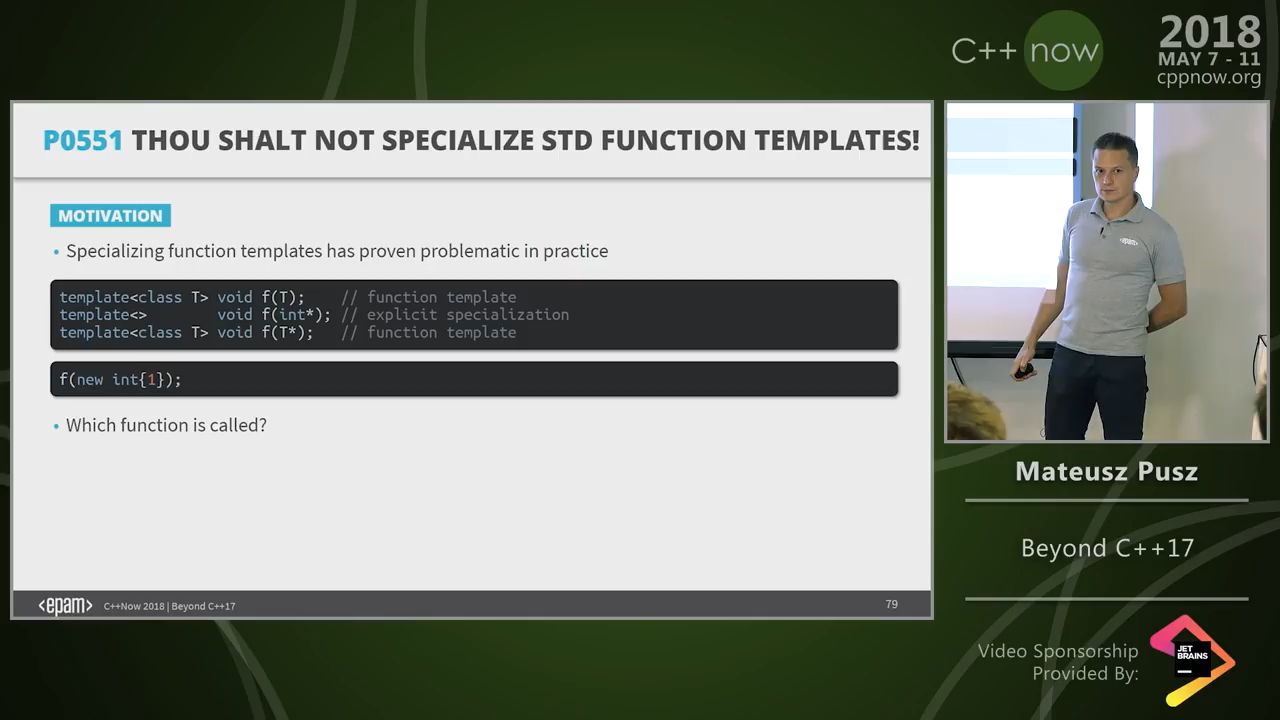 C++ now
2018
MAY 7 - 11
cppnow.org
P0551 THOU SHALT NOT SPECIALIZE STD FUNCTION TEMPLATES!
MOTIVATION
• Specializing function templates has proven problematic in practice
template<class T> void f(T);    // function template
template<>        void f(int*); // explicit specialization
template<class T> void f(T*);   // function template
f(new int{1});
• Which function is called?
<epam> C++Now 2018 | Beyond C++17
79
<epam>
Mateusz Pusz
Beyond C++17
Video Sponsorship
Provided By:
JET
BRAINS